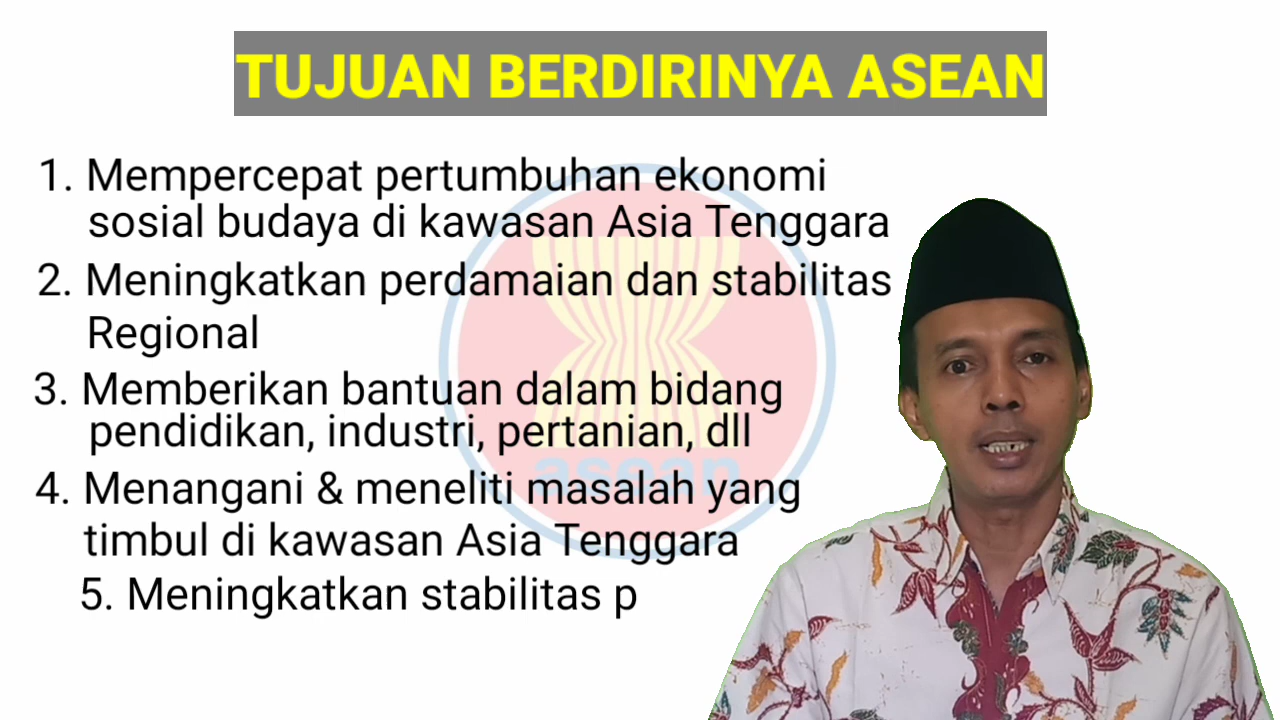 TUJUAN BERDIRINYA ASEAN
1. Mempercepat pertumbuhan ekonomi
sosial budaya di kawasan Asia Tenggara
2. Meningkatkan perdamaian dan stabilitas
Regional
3. Memberikan bantuan dalam bidang
pendidikan, industri, pertanian, dll
asean
4. Menangani & meneliti masalah yang
timbul di kawasan Asia Tenggara
5. Meningkatkan stabilitas p